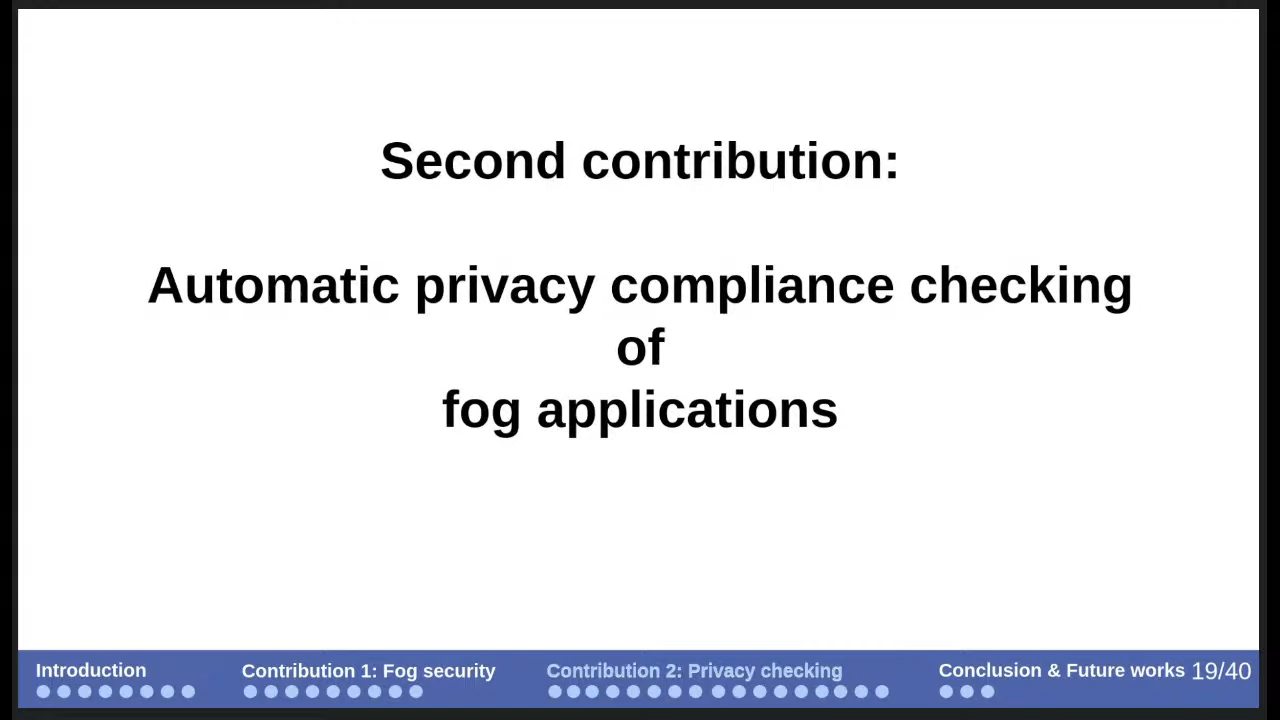 Second contribution:
Automatic privacy compliance checking
of
fog applications
Introduction
Contribution 1: Fog security
Contribution 2: Privacy checking
Conclusion & Future works 19/40